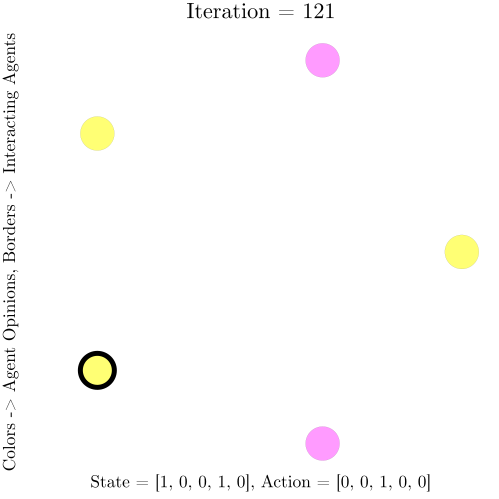 Iteration = 121
Colors -> Agent Opinions, Borders -> Interacting Agents
State = [1, 0, 0, 1, 0], Action = [0, 0, 1, 0, 0]